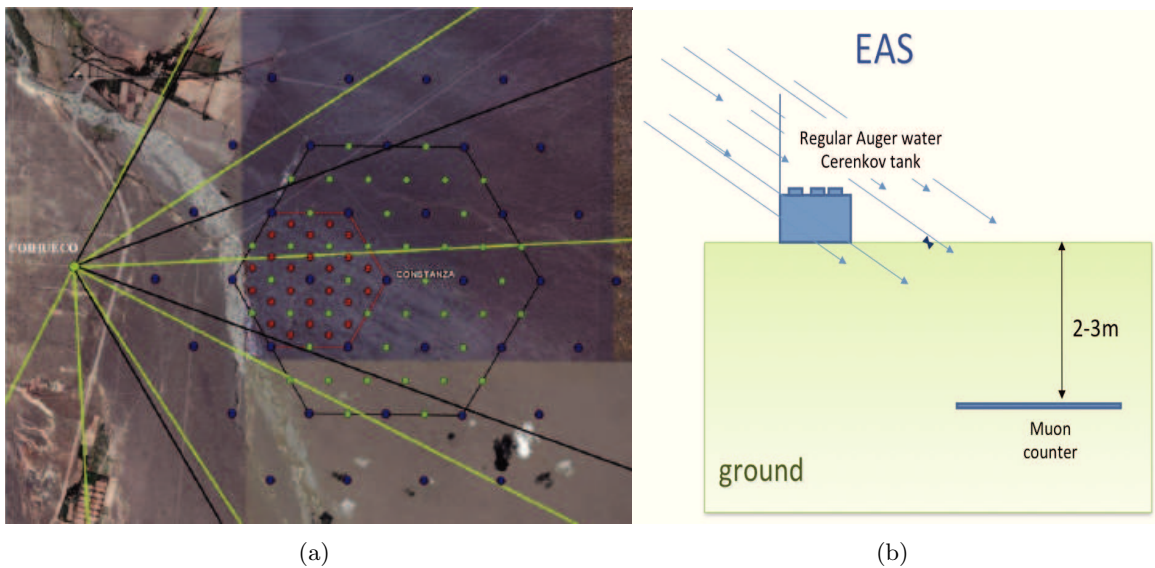 COIHUECO
CONSTANZA
(a)
EAS
Regular Auger water
Cerenkov tank
2-3m
Muon
counter
ground
(b)